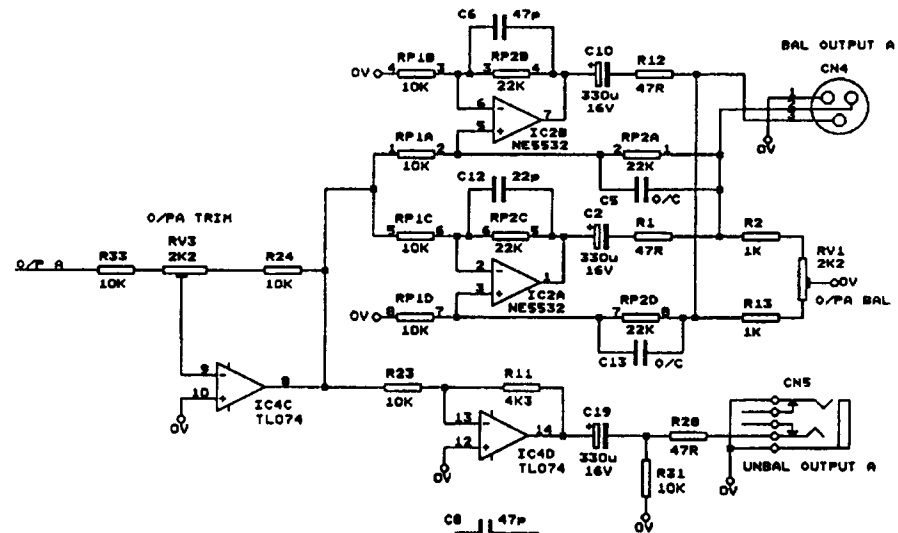 C6 47p
RP1B RP2B C10 R12 BAL OUTPUT A
0V 4 3 3 4 + CN4
10K 22K 330u 47R
6 - 16V 1
7 2
5 + IC2B 3
RP1A NE5532 RP2A 0V
1 2 2 1
10K 22K
C12 22p C5 O/C
O/PA TRIM RP1C RP2C C2 R1 R2
5 6 6 5 +
RV3 10K 22K 330u 47R 1K RV1
O/P A R33 2K2 R24 2 - 16V 2K2
10K 10K 1 0V
3 + IC2A O/PA BAL
RP1D NE5532 RP2D R13
0V 8 7 7 8
10K 22K 1K
C13 O/C
9 - R23 R11 CN5
8
10 + 10K 4K3
IC4C 13 - C19 R28
0V TL074 14 +
12 + IC4D 330u 47R
0V TL074 16V R31 0V UNBAL OUTPUT A
10K
0V
C8 47p